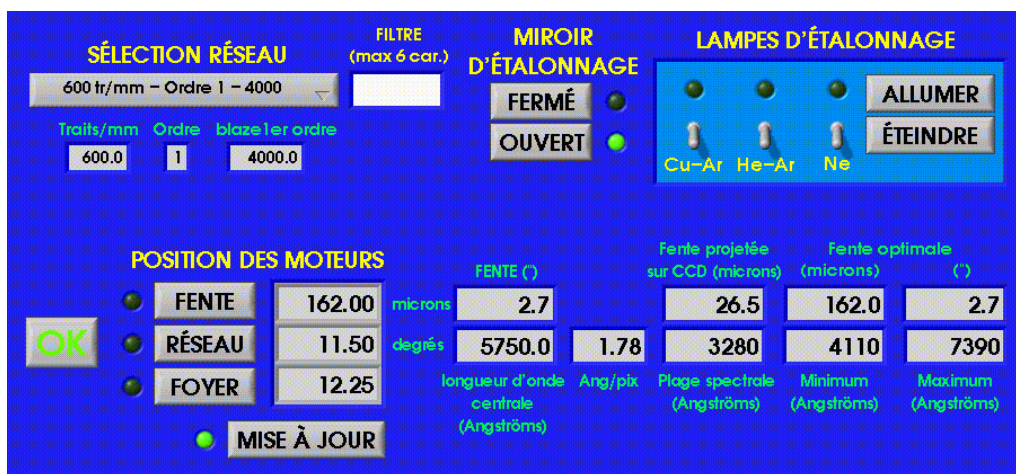 SÉLECTION RÉSEAU
600 tr/mm – Ordre 1 – 4000
Traits/mm Ordre blaze1er ordre
600.0 1 4000.0
FILTRE
(max 6 car.)
MIROIR
D'ÉTALONNAGE
FERMÉ
OUVERT
LAMPES D'ÉTALONNAGE
ALLUMER
ÉTEINDRE
Cu–Ar He–Ar Ne
POSITION DES MOTEURS
OK
FENTE 162.00 microns
RÉSEAU 11.50 degrés
FOYER 12.25
MISE À JOUR
FENTE (")
2.7
5750.0
longueur d'onde
centrale
(Angströms)
1.78
Ang/pix
Fente projetée
sur CCD (microns)
26.5
3280
Plage spectrale
(Angströms)
Fente optimale
(microns) (")
162.0 2.7
4110 7390
Minimum Maximum
(Angströms) (Angströms)